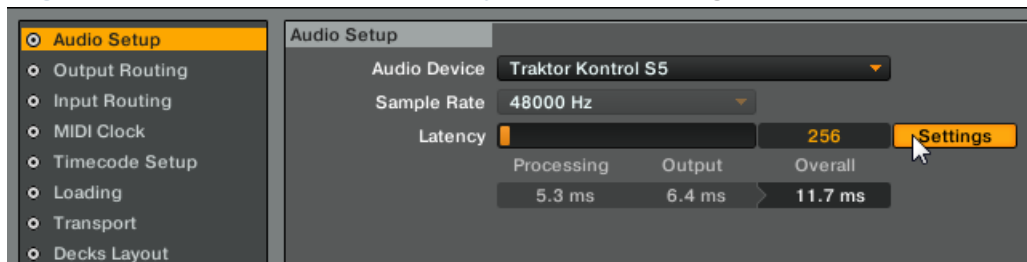 Audio Setup
Output Routing
Input Routing
MIDI Clock
Timecode Setup
Loading
Transport
Decks Layout
Audio Setup
Audio Device Traktor Kontrol S5
Sample Rate 48000 Hz
Latency 256 Settings
Processing Output Overall
5.3 ms 6.4 ms 11.7 ms